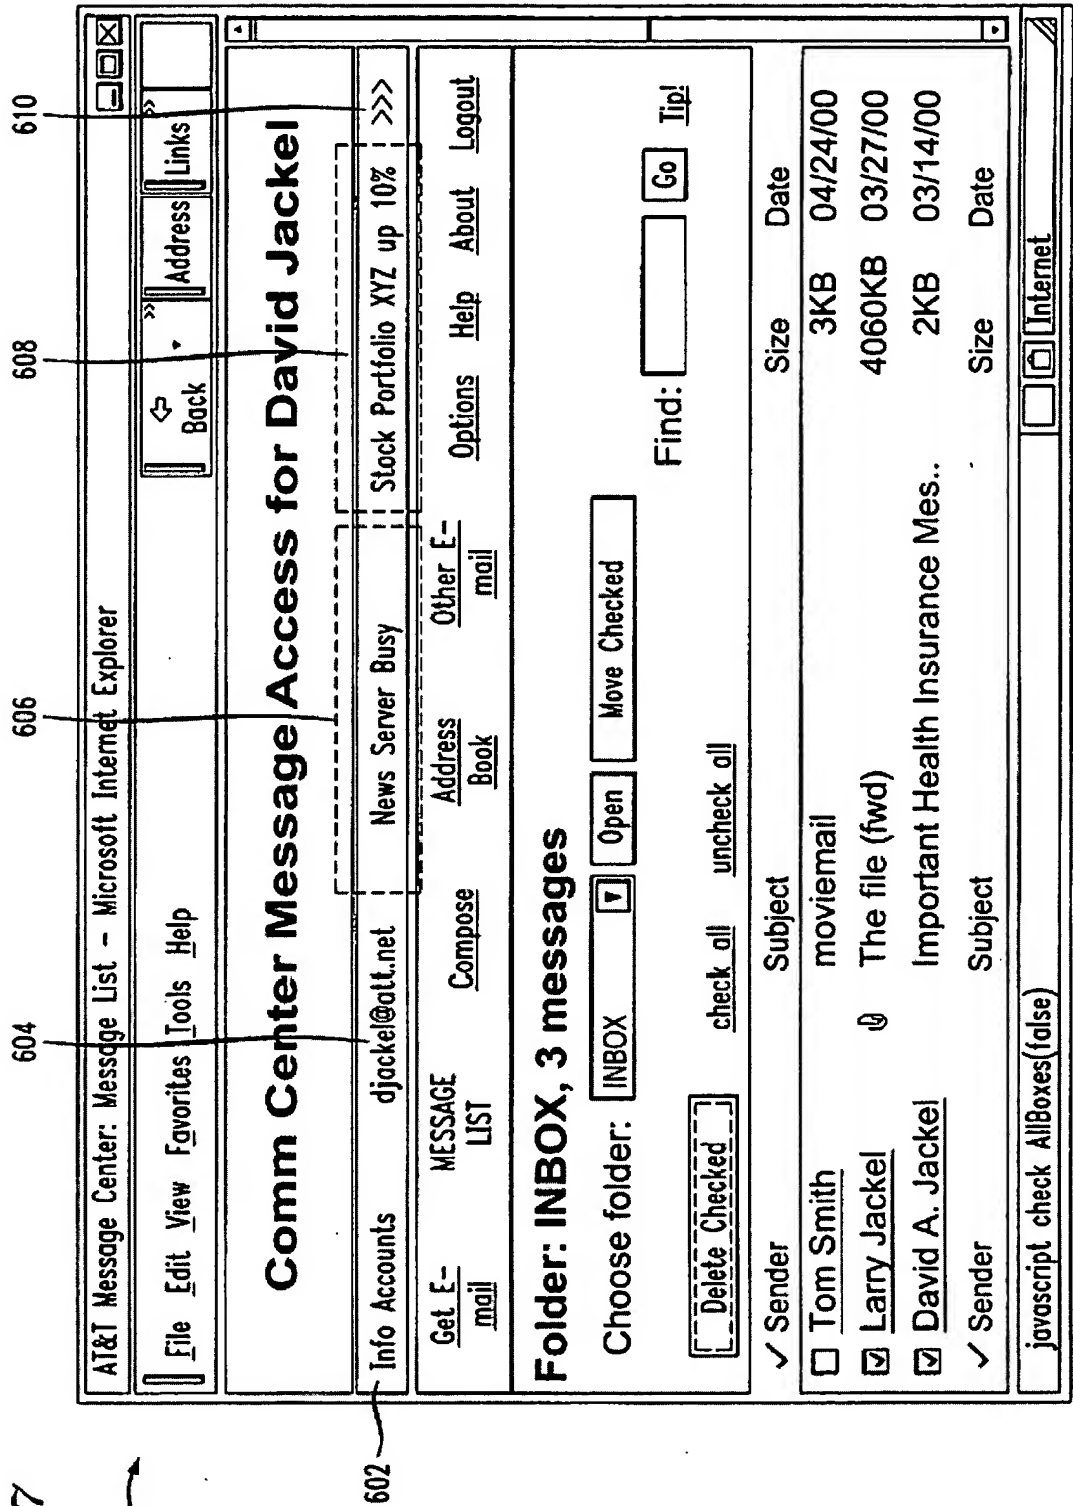 7
604 606 608 610
AT&T Message Center: Message List - Microsoft Internet Explorer
File Edit View Favorites Tools Help
Back » Address Links »
Comm Center Message Access for David Jackel
602 Info Accounts djackel@att.net News Server Busy Stock Portfolio XYZ up 10% >>>
Get E-mail MESSAGE LIST Compose Address Book Other E-mail Options Help About Logout
Folder: INBOX, 3 messages
Choose folder: INBOX Open Move Checked
Find: Go Tip!
Delete Checked check all uncheck all
✓ Sender Subject Size Date
Tom Smith moviemail 3KB 04/24/00
Larry Jackel The file (fwd) 4060KB 03/27/00
David A. Jackel Important Health Insurance Mes.. 2KB 03/14/00
✓ Sender Subject Size Date
javascript check AllBoxes(false) Internet